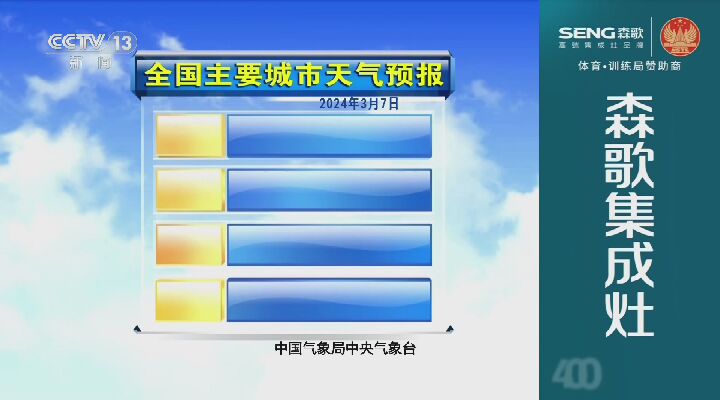 CCTV 13
新闻
全国主要城市天气预报
2024年3月7日
中国气象局中央气象台
SENG森歌
高端集成灶品牌
体育·训练局赞助商
森歌集成灶
400